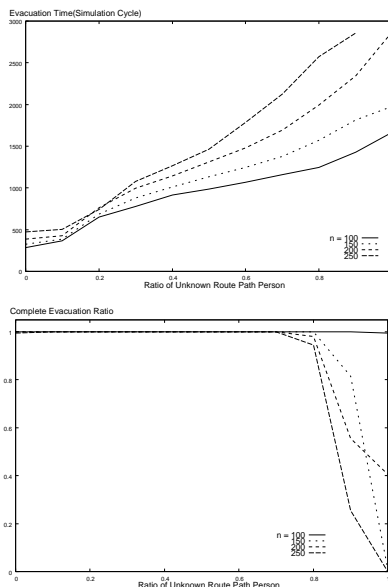 Evacuation Time(Simulation Cycle)
3000
2500
2000
1500
1000
500
0
n = 100
150
200
250
0 0.2 0.4 0.6 0.8
Ratio of Unknown Route Path Person
Complete Evacuation Ratio
1
0.8
0.6
0.4
0.2
0
n = 100
150
200
250
0 0.2 0.4 0.6 0.8
Ratio of Unknown Route Path Person